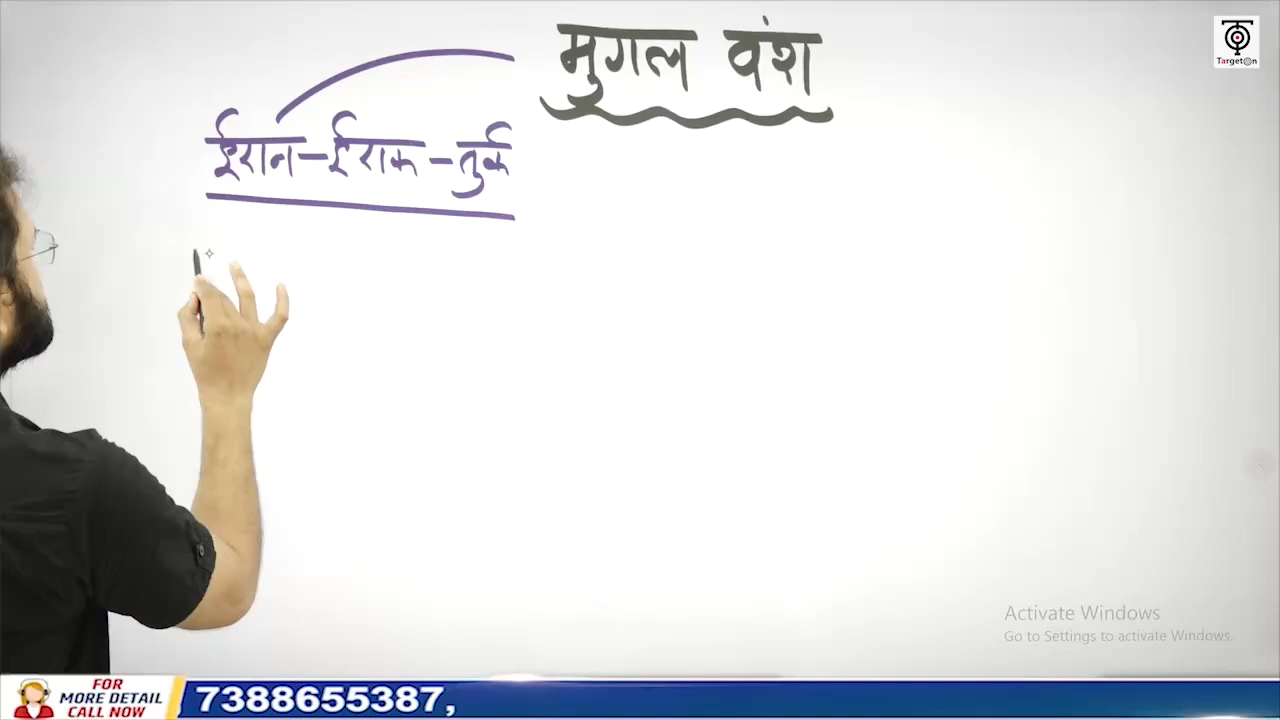 मुगल वंश
TargetOn
ईरान-ईराक-तुर्क
Activate Windows
Go to Settings to activate Windows.
FOR
MORE DETAIL
CALL NOW
7388655387,